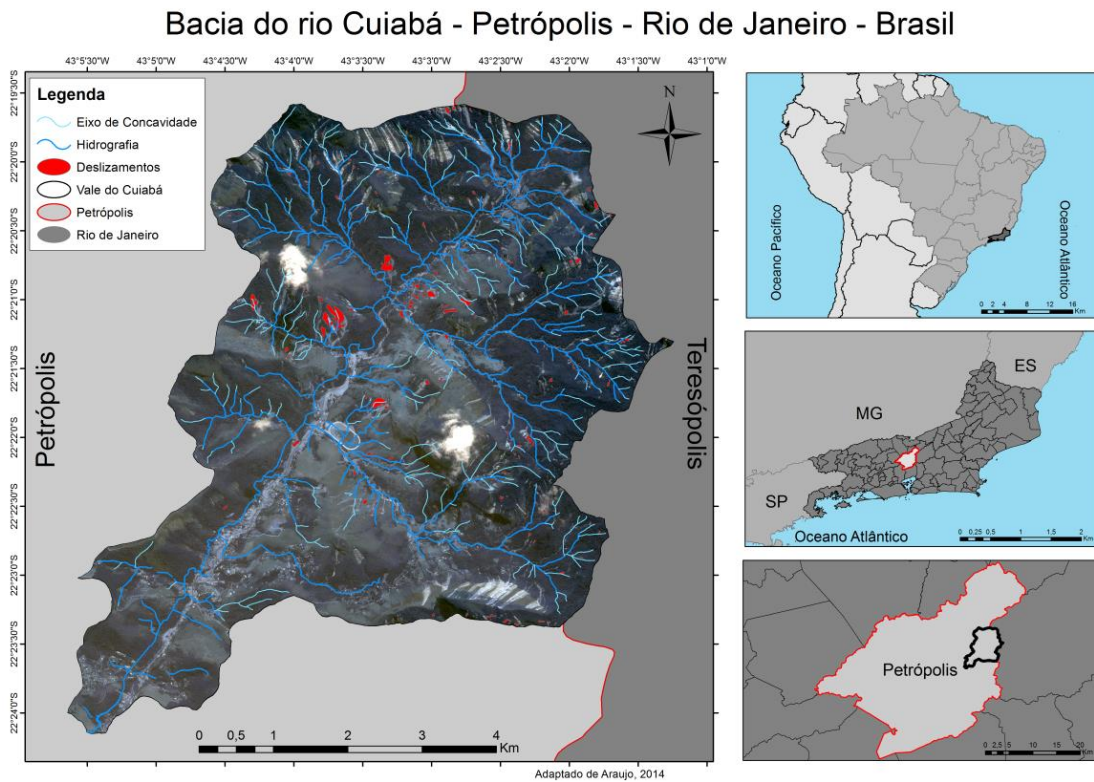 Bacia do rio Cuiabá - Petrópolis - Rio de Janeiro - Brasil
43°5'30"W 43°5'0"W 43°4'30"W 43°4'0"W 43°3'30"W 43°3'0"W 43°2'30"W 43°2'0"W 43°1'30"W 43°1'0"W
22°19'30"S
22°20'0"S
22°20'30"S
22°21'0"S
22°21'30"S
22°22'0"S
22°22'30"S
22°23'0"S
22°23'30"S
22°24'0"S
Legenda
Eixo de Concavidade
Hidrografia
Deslizamentos
Vale do Cuiabá
Petrópolis
Rio de Janeiro
N
Petrópolis
Teresópolis
0 0,5 1 2 3 4
Km
Adaptado de Araujo, 2014
Oceano Pacífico
Oceano Atlântico
0 2 4 8 12 16
Km
ES
MG
SP
Oceano Atlântico
0 0,25 0,5 1 1,5 2
Km
Petrópolis
0 2,5 5 10 15 20
Km